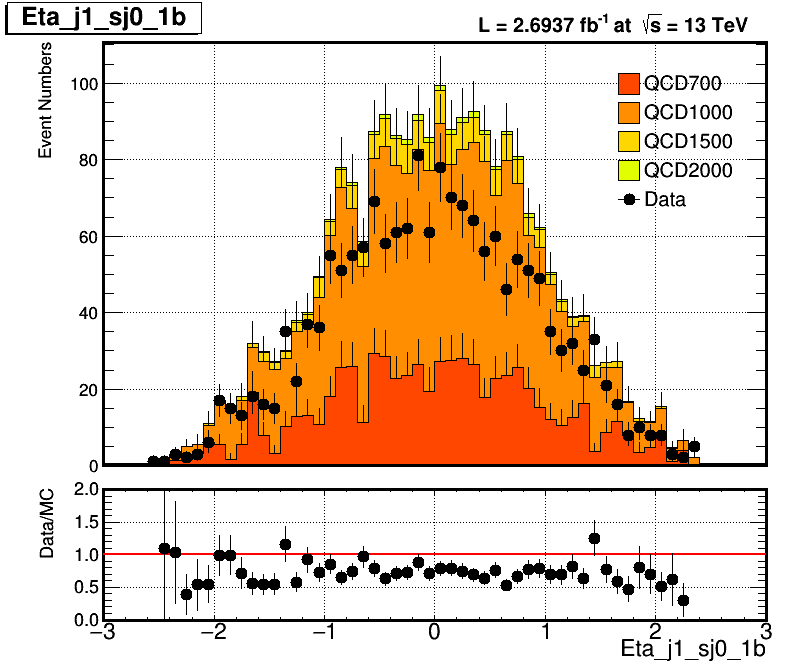 Eta_j1_sj0_1b
L = 2.6937 fb⁻¹ at √s = 13 TeV
Event Numbers
100
80
60
40
20
0
QCD700
QCD1000
QCD1500
QCD2000
Data
Data/MC
2.0
1.5
1.0
0.5
0.0
−3 −2 −1 0 1 2 3
Eta_j1_sj0_1b